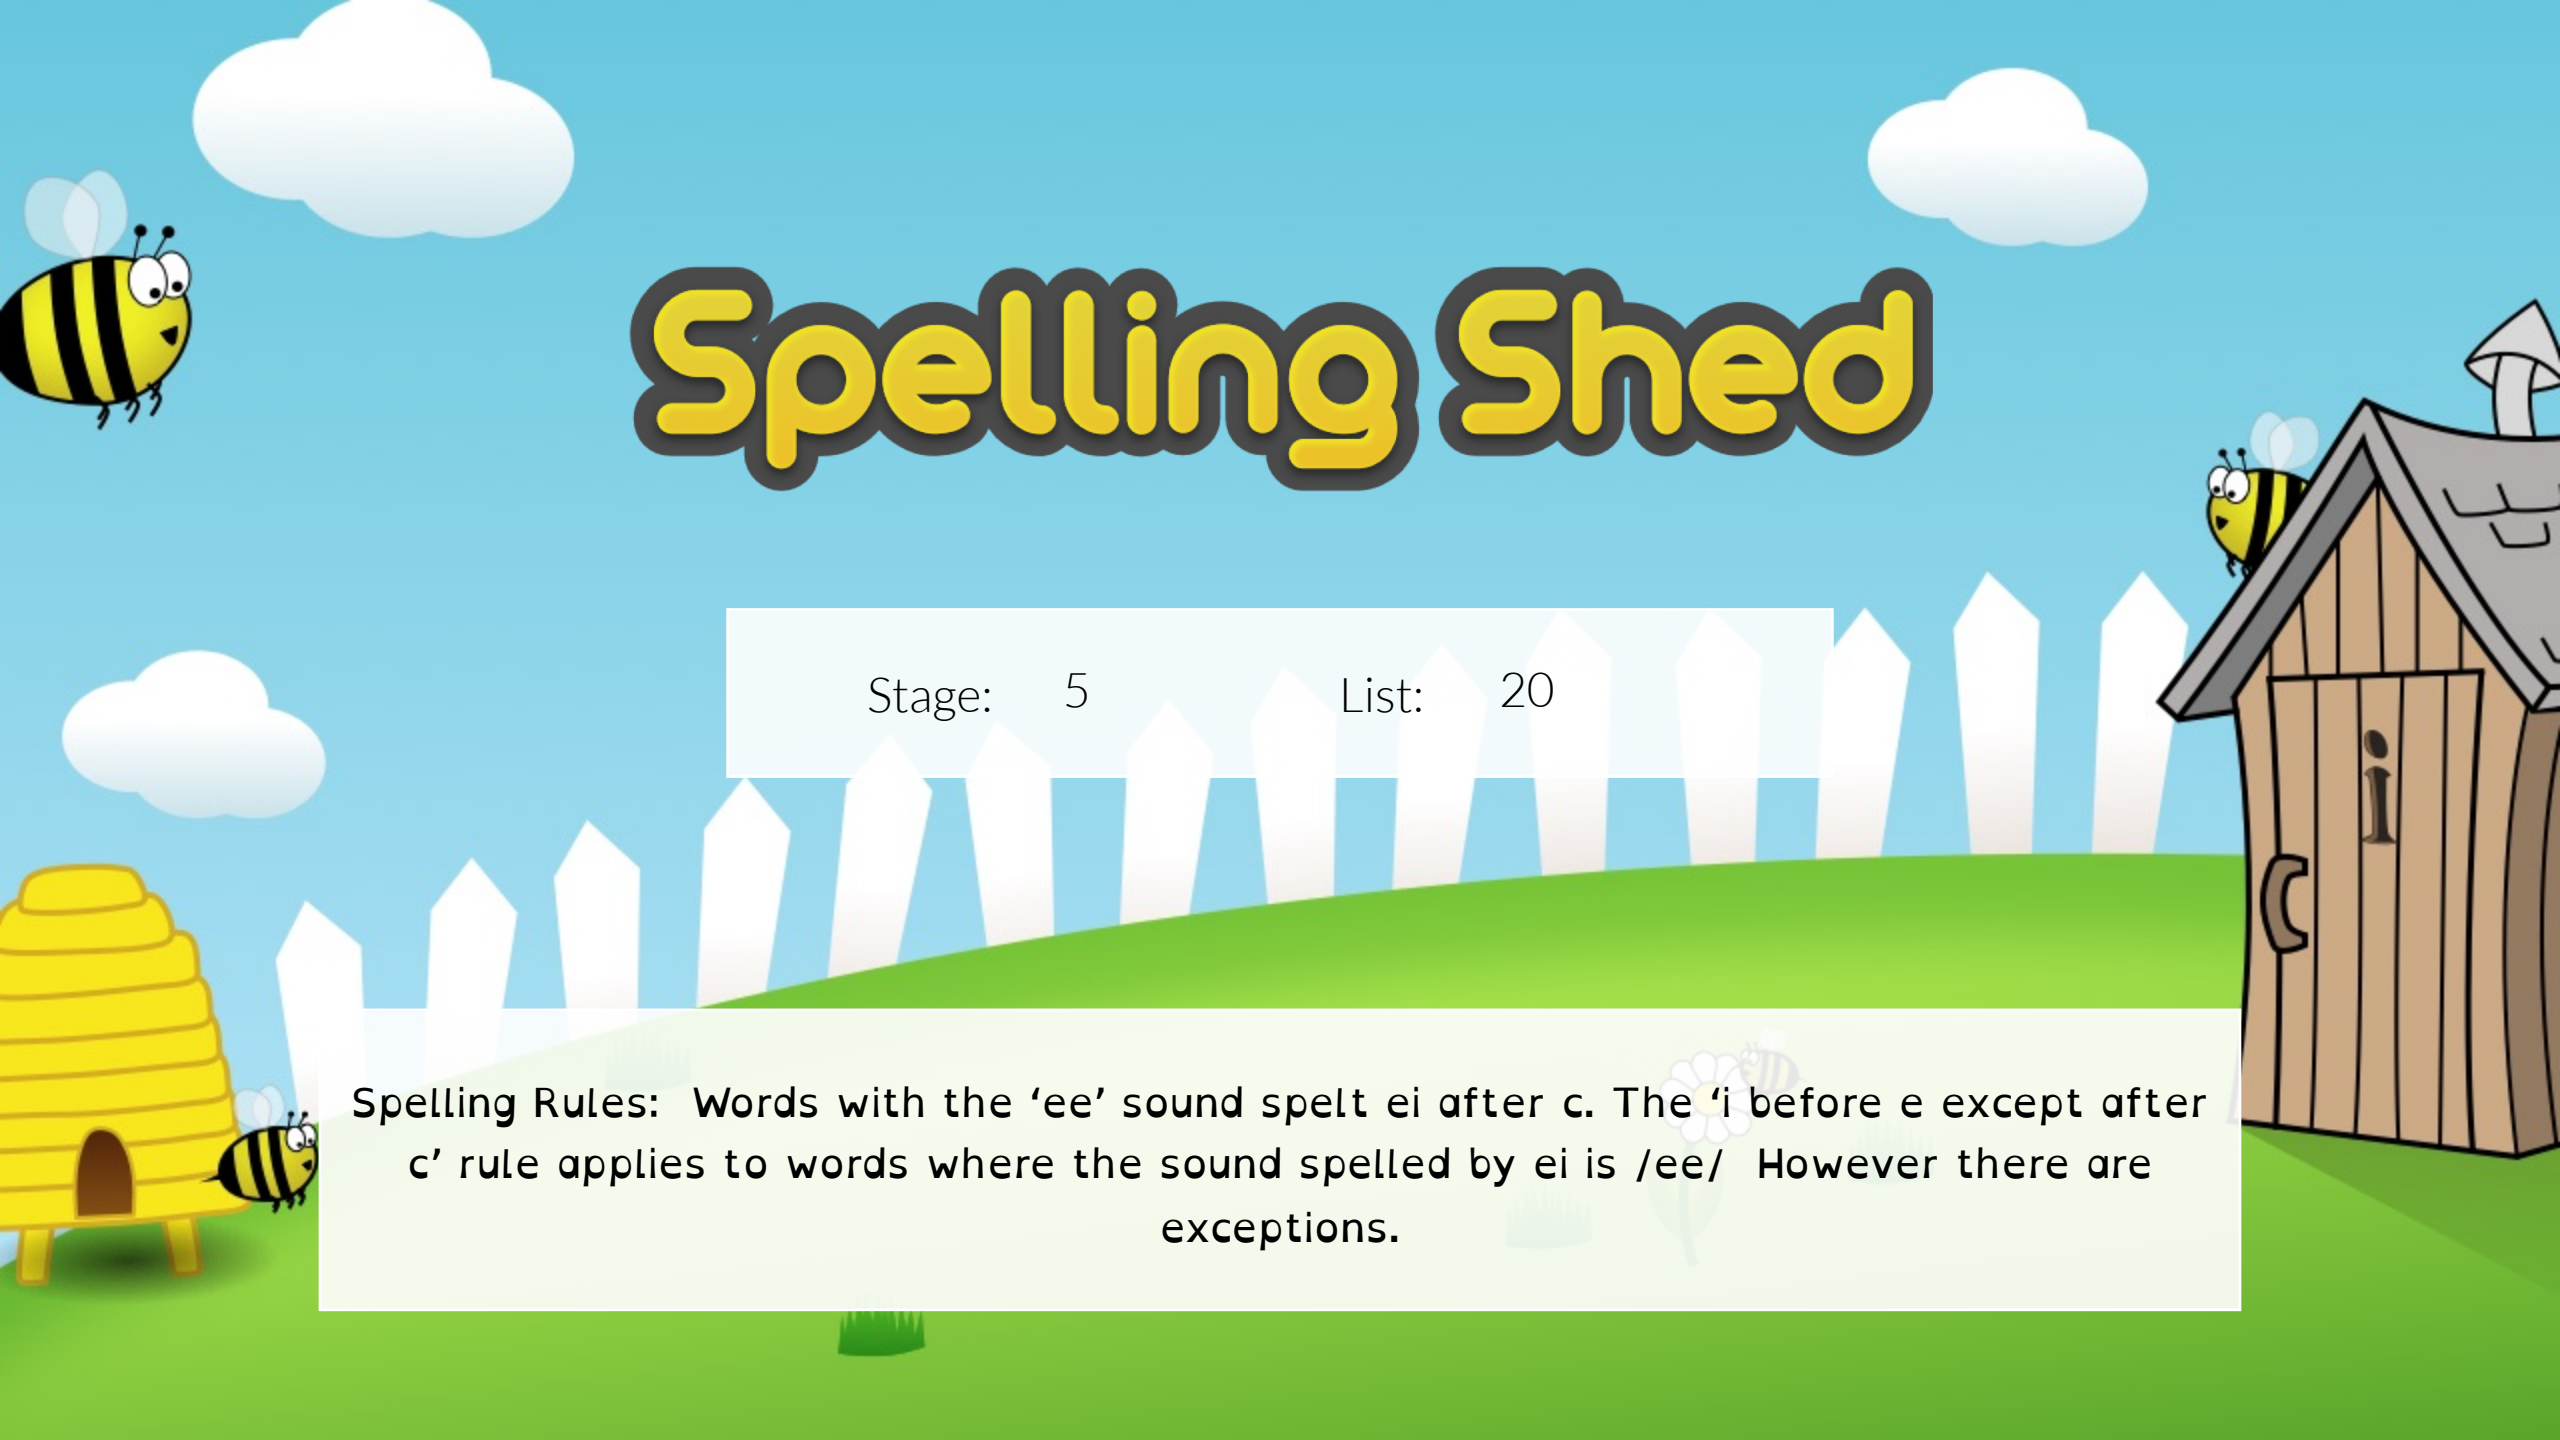 Spelling Shed
Stage: 5 List: 20
Spelling Rules: Words with the ‘ee’ sound spelt ei after c. The ‘i before e except after
c’ rule applies to words where the sound spelled by ei is /ee/ However there are
exceptions.
i